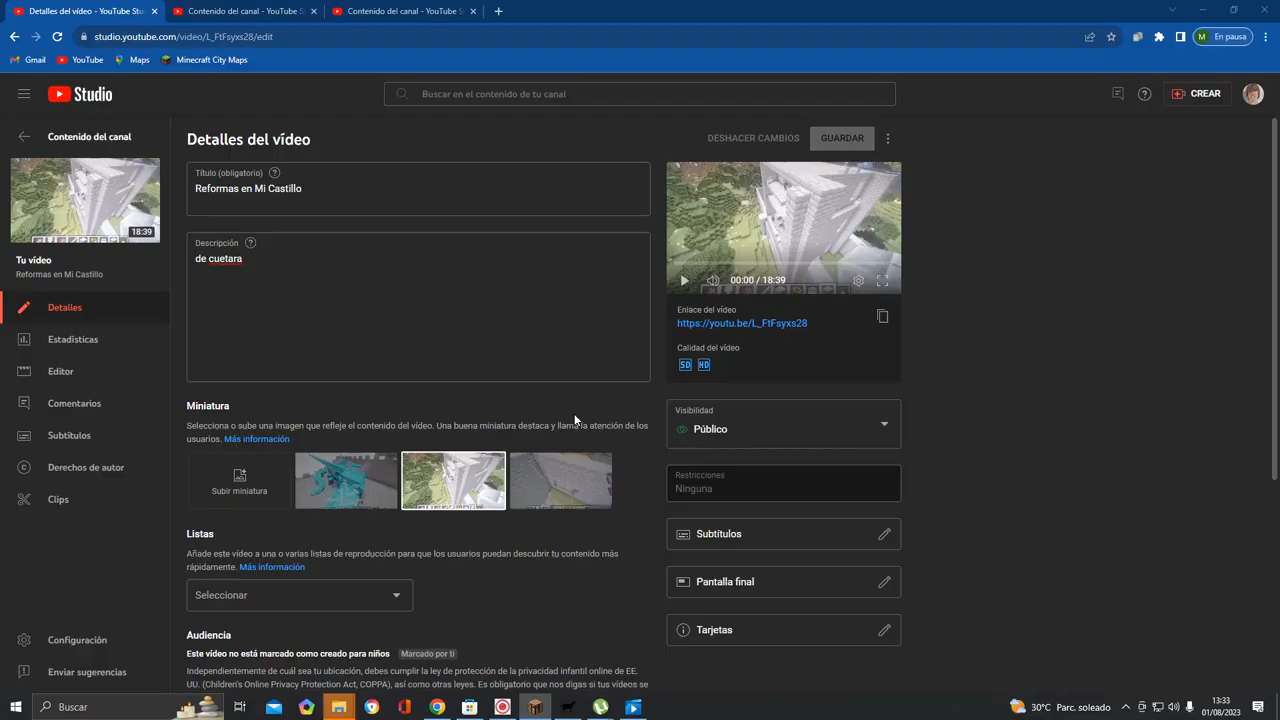 Detalles del vídeo - YouTube Stu
Contenido del canal - YouTube S
Contenido del canal - YouTube S
studio.youtube.com/video/L_FtFsyxs28/edit
En pausa
Gmail
YouTube
Maps
Minecraft City Maps
Studio
Buscar en el contenido de tu canal
CREAR
Contenido del canal
Detalles del vídeo
DESHACER CAMBIOS
GUARDAR
18:39
Tu vídeo
Reformas en Mi Castillo
Detalles
Estadísticas
Editor
Comentarios
Subtítulos
Derechos de autor
Clips
Configuración
Enviar sugerencias
Título (obligatorio)
Reformas en Mi Castillo
Descripción
de cuetara
Miniatura
Selecciona o sube una imagen que refleje el contenido del vídeo. Una buena miniatura destaca y llama la atención de los
usuarios. Más información
Subir miniatura
Listas
Añade este vídeo a una o varias listas de reproducción para que los usuarios puedan descubrir tu contenido más
rápidamente. Más información
Seleccionar
Audiencia
Este vídeo no está marcado como creado para niños Marcado por ti
Independientemente de cuál sea tu ubicación, debes cumplir la ley de protección de la privacidad infantil online de EE.
UU. (Children's Online Privacy Protection Act, COPPA), así como otras leyes. Es obligatorio que nos digas si tus vídeos se
00:00 / 18:39
Enlace del vídeo
https://youtu.be/L_FtFsyxs28
Calidad del vídeo
SD HD
Visibilidad
Público
Restricciones
Ninguna
Subtítulos
Pantalla final
Tarjetas
Buscar
30°C Parc. soleado
13:33
01/08/2023